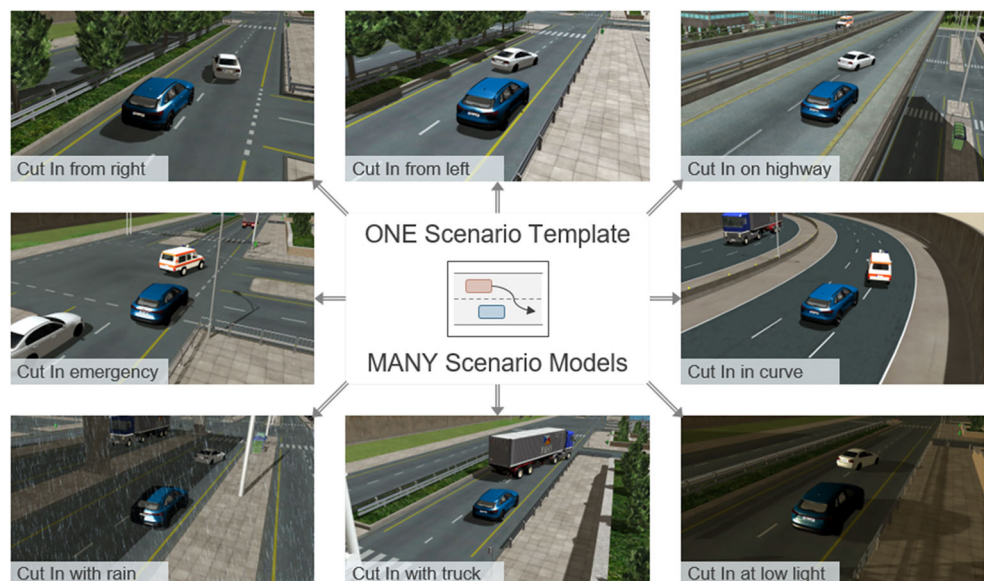 Cut In from right
Cut In from left
Cut In on highway
ONE Scenario Template
MANY Scenario Models
Cut In emergency
Cut In in curve
Cut In with rain
Cut In with truck
Cut In at low light